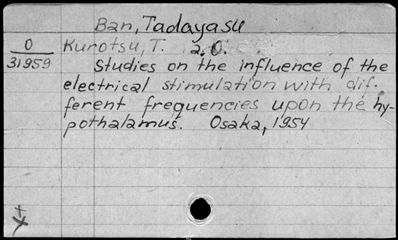 Ban, Tadayasu
0
31959
Kurotsu, T. a.O.
Studies on the influence of the
electrical stimulation with dif-
ferent frequencies upon the hy-
pothalamus. Osaka, 1954